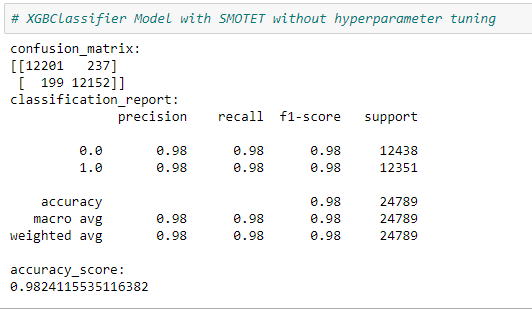 # XGBClassifier Model with SMOTET without hyperparameter tuning
confusion_matrix:
[[12201   237]
 [  199 12152]]
classification_report:
              precision    recall  f1-score   support

         0.0       0.98      0.98      0.98     12438
         1.0       0.98      0.98      0.98     12351

    accuracy                           0.98     24789
   macro avg       0.98      0.98      0.98     24789
weighted avg       0.98      0.98      0.98     24789

accuracy_score:
0.9824115535116382